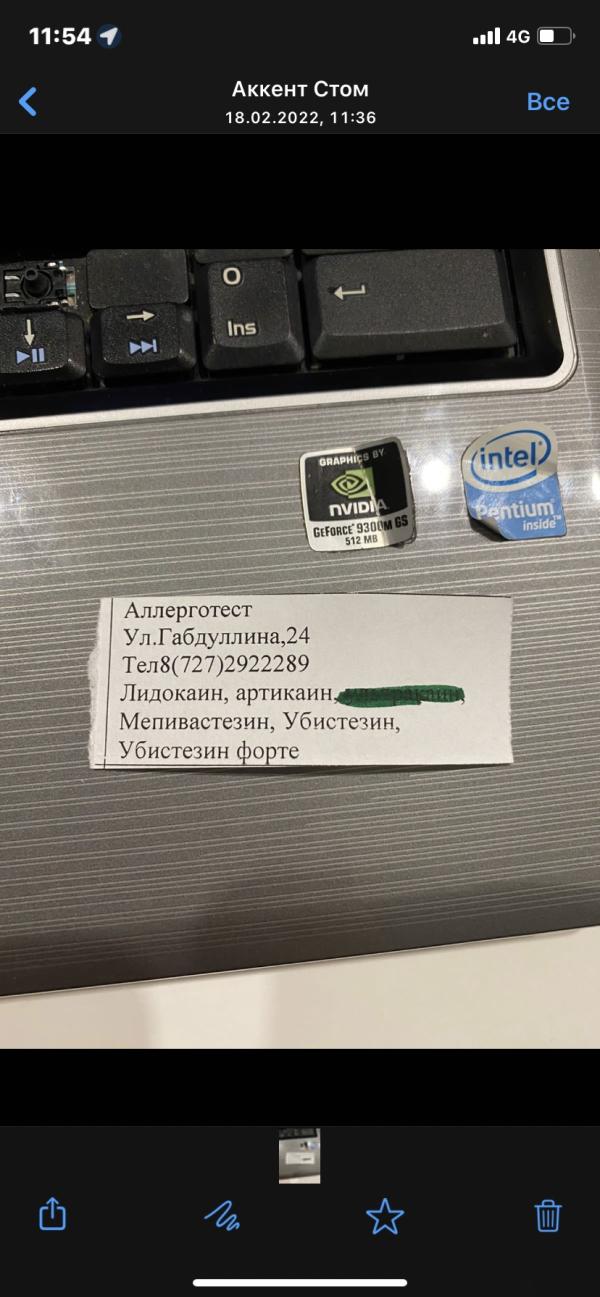 11:54
4G
Аккент Стом
18.02.2022, 11:36
Все
O
Ins
GRAPHICS BY
NVIDIA
GEFORCE 9300M GS
512 MB
intel
Pentium
inside™
Аллерготест
Ул.Габдуллина,24
Тел8(727)2922289
Лидокаин, артикаин,
Мепивастезин, Убистезин,
Убистезин форте